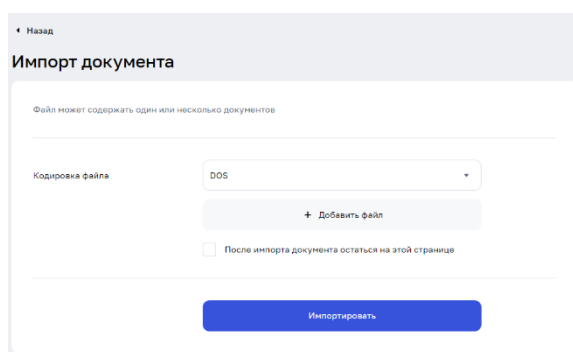 Назад
Импорт документа
Файл может содержать один или несколько документов
Кодировка файла
DOS
+ Добавить файл
После импорта документа остаться на этой странице
Импортировать